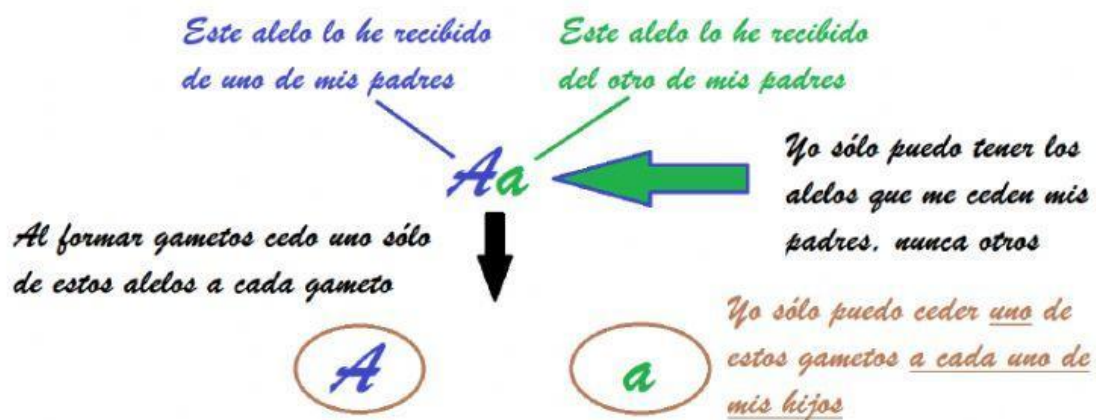 Este alelo lo he recibido
de uno de mis padres
Este alelo lo he recibido
del otro de mis padres
Aa
Yo sólo puedo tener los
alelos que me ceden mis
padres, nunca otros
Al formar gametos cedo uno sólo
de estos alelos a cada gameto
A
a
Yo sólo puedo ceder uno de
estos gametos a cada uno de
mis hijos